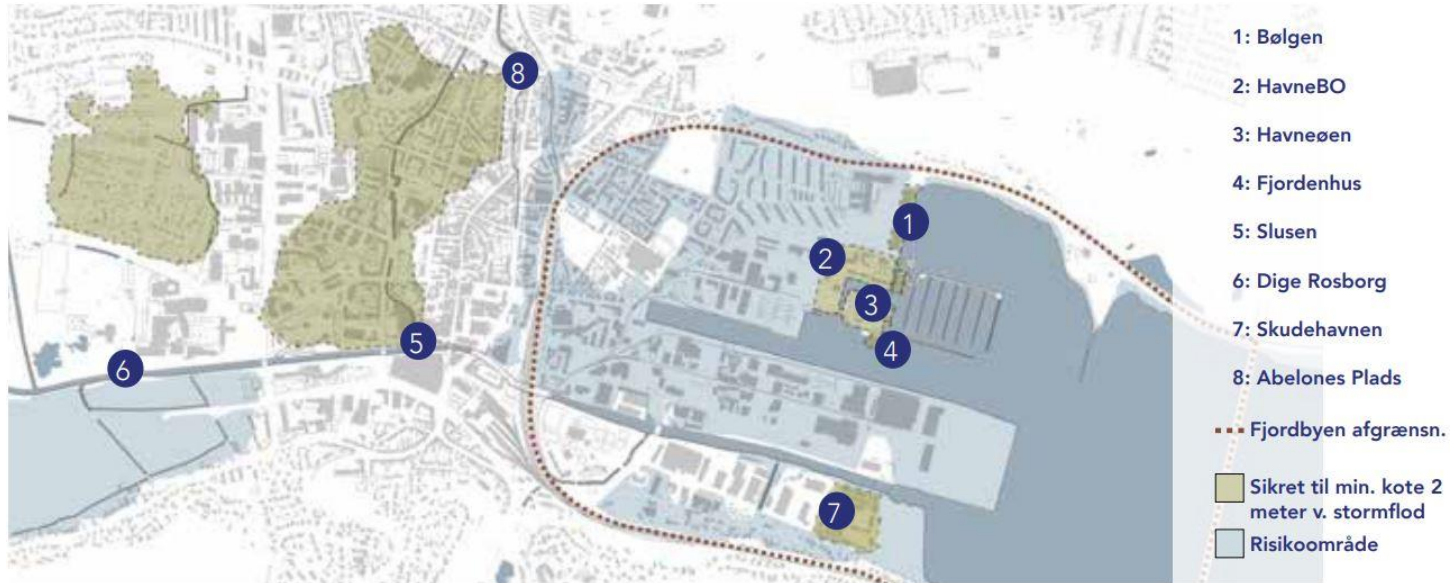 1: Bølgen
2: HavneBO
3: Havneøen
4: Fjordenhus
5: Slusen
6: Dige Rosborg
7: Skudehavnen
8: Abelones Plads
Fjordbyen afgrænsn.
Sikret til min. kote 2
meter v. stormflod
Risikoområde
8
1
2
3
5
4
6
7